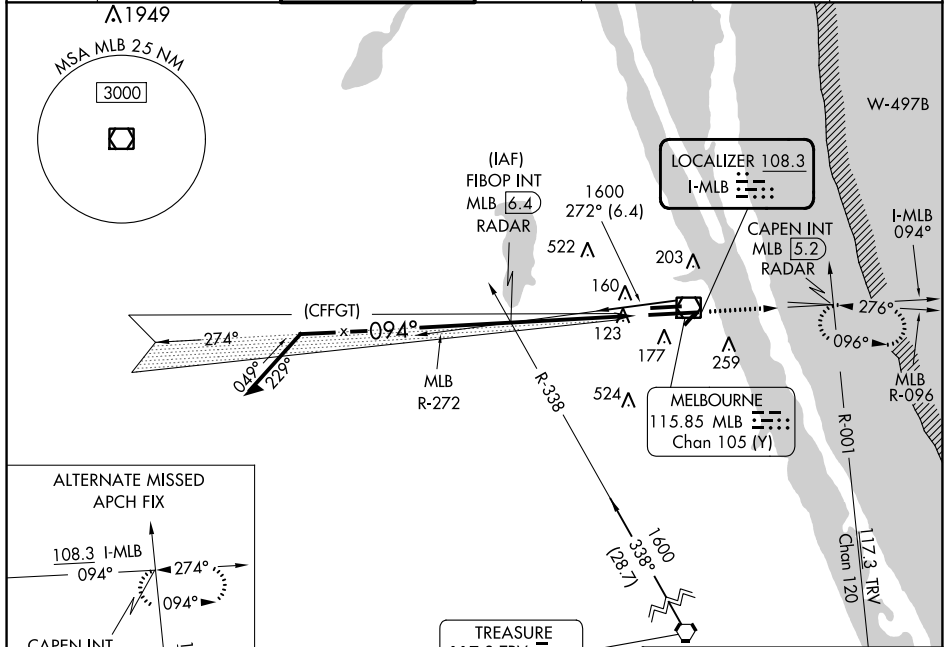 1949
MSA MLB 25 NM
3000
W-497B
LOCALIZER 108.3
I-MLB
(IAF)
FIBOP INT
MLB 6.4
RADAR
1600
272° (6.4)
522
203
160
123
177
259
524
CAPEN INT
MLB 5.2
RADAR
I-MLB
094°
276°
096°
MLB
R-096
(CFFGT)
274°
x
094°
049°
229°
MLB
R-272
R-338
MELBOURNE
115.85 MLB
Chan 105 (Y)
R-001
117.3 TRV
Chan 120
1600
338°
(28.7)
ALTERNATE MISSED
APCH FIX
108.3 I-MLB
094°
274°
094°
CAPEN INT
TREASURE